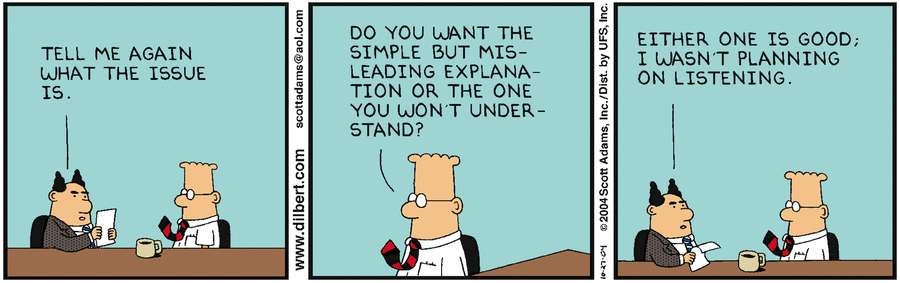 TELL ME AGAIN
WHAT THE ISSUE
IS.
www.dilbert.com
scottadams@aol.com
DO YOU WANT THE
SIMPLE BUT MIS-
LEADING EXPLANA-
TION OR THE ONE
YOU WON'T UNDER-
STAND?
©2004 Scott Adams, Inc./Dist. by UFS, Inc.
EITHER ONE IS GOOD;
I WASN'T PLANNING
ON LISTENING.